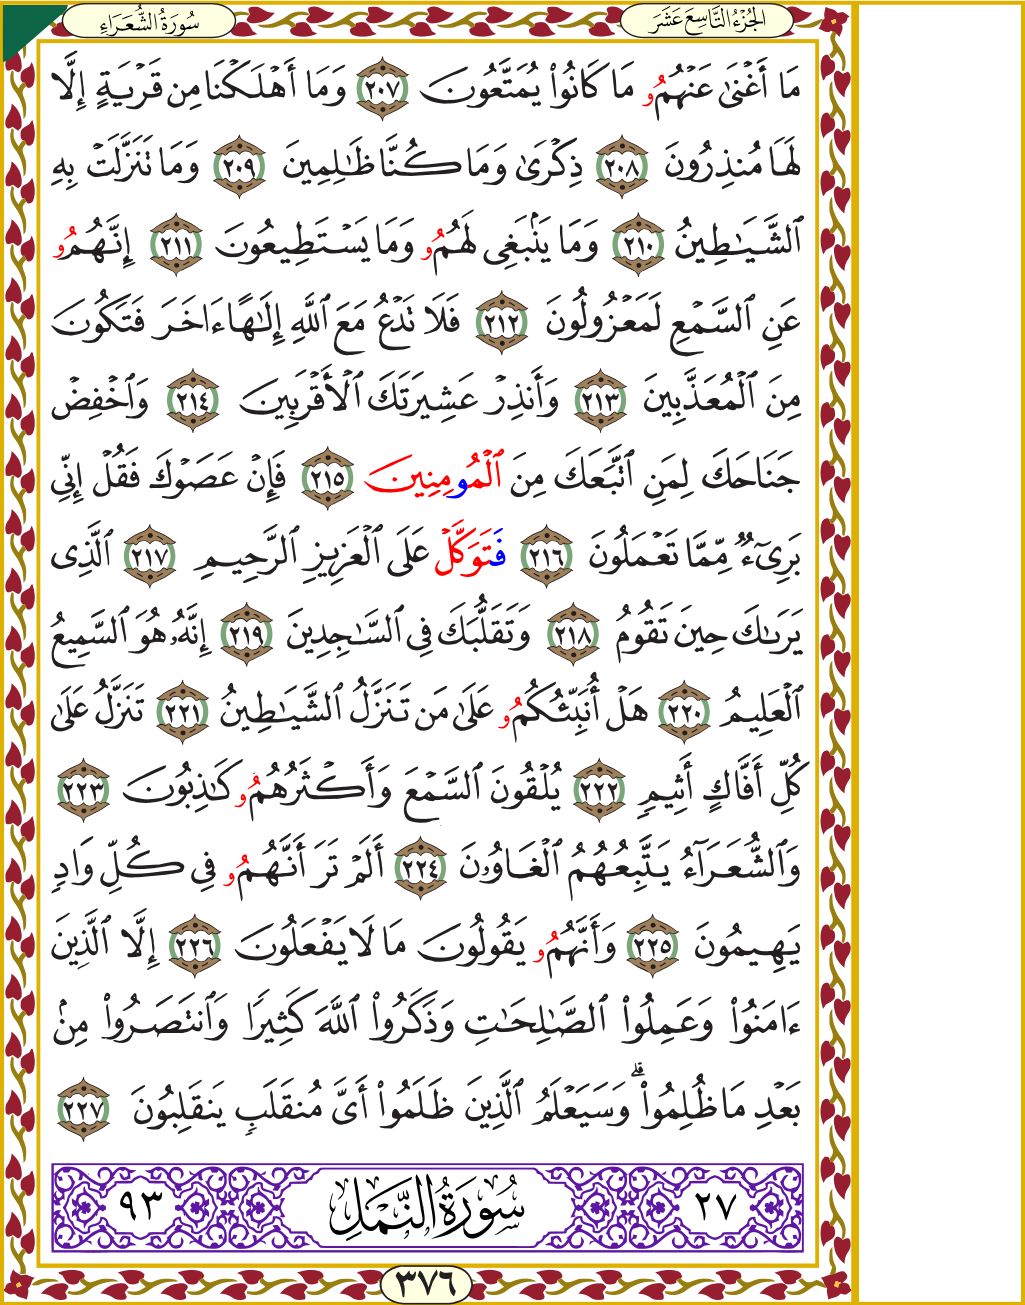 الجُزْءُ التَّاسِعَ عَشَرَ
سُورَةُ الشُّعَرَاءِ
مَا أَغْنَىٰ عَنْهُمُو مَا كَانُوا۟ يُمَتَّعُونَ ٢٠٧ وَمَا أَهْلَكْنَا مِن قَرْيَةٍ إِلَّا
لَهَا مُنذِرُونَ ٢٠٨ ذِكْرَىٰ وَمَا كُنَّا ظَٰلِمِينَ ٢٠٩ وَمَا تَنَزَّلَتْ بِهِ
ٱلشَّيَٰطِينُ ٢١٠ وَمَا يَنۢبَغِى لَهُمُو وَمَا يَسْتَطِيعُونَ ٢١١ إِنَّهُمُو
عَنِ ٱلسَّمْعِ لَمَعْزُولُونَ ٢١٢ فَلَا تَدْعُ مَعَ ٱللَّهِ إِلَٰهًا ءَاخَرَ فَتَكُونَ
مِنَ ٱلْمُعَذَّبِينَ ٢١٣ وَأَنذِرْ عَشِيرَتَكَ ٱلْأَقْرَبِينَ ٢١٤ وَٱخْفِضْ
جَنَاحَكَ لِمَنِ ٱتَّبَعَكَ مِنَ ٱلْمُومِنِينَ ٢١٥ فَإِنْ عَصَوْكَ فَقُلْ إِنِّى
بَرِىٓءٌ مِّمَّا تَعْمَلُونَ ٢١٦ فَتَوَكَّلْ عَلَى ٱلْعَزِيزِ ٱلرَّحِيمِ ٢١٧ ٱلَّذِى
يَرَىٰكَ حِينَ تَقُومُ ٢١٨ وَتَقَلُّبَكَ فِى ٱلسَّٰجِدِينَ ٢١٩ إِنَّهُۥ هُوَ ٱلسَّمِيعُ
ٱلْعَلِيمُ ٢٢٠ هَلْ أُنَبِّئُكُمُو عَلَىٰ مَن تَنَزَّلُ ٱلشَّيَٰطِينُ ٢٢١ تَنَزَّلُ عَلَىٰ
كُلِّ أَفَّاكٍ أَثِيمٍ ٢٢٢ يُلْقُونَ ٱلسَّمْعَ وَأَكْثَرُهُمُو كَٰذِبُونَ ٢٢٣
وَٱلشُّعَرَآءُ يَتَّبِعُهُمُ ٱلْغَاوُۥنَ ٢٢٤ أَلَمْ تَرَ أَنَّهُمُو فِى كُلِّ وَادٍ
يَهِيمُونَ ٢٢٥ وَأَنَّهُمُو يَقُولُونَ مَا لَا يَفْعَلُونَ ٢٢٦ إِلَّا ٱلَّذِينَ
ءَامَنُوا۟ وَعَمِلُوا۟ ٱلصَّٰلِحَٰتِ وَذَكَرُوا۟ ٱللَّهَ كَثِيرًا وَٱنتَصَرُوا۟ مِنۢ
بَعْدِ مَا ظُلِمُوا۟ ۗ وَسَيَعْلَمُ ٱلَّذِينَ ظَلَمُوا۟ أَىَّ مُنقَلَبٍ يَنقَلِبُونَ ٢٢٧
٢٧ سُورَةُ النَّمْلِ ٩٣
٣٧٦